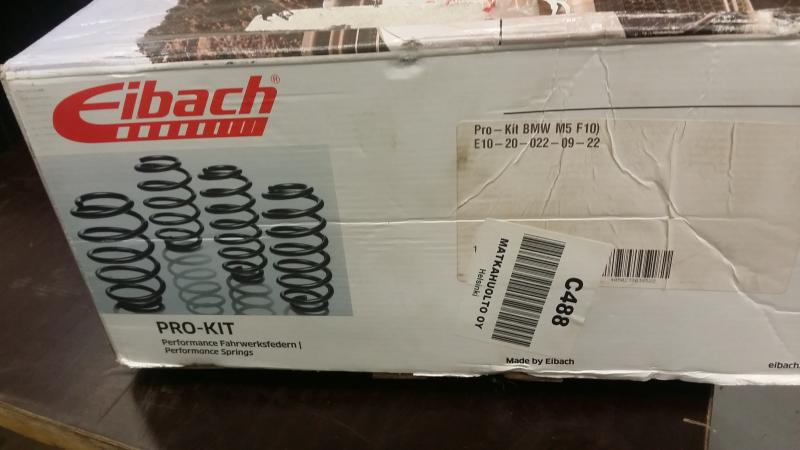 Eibach®
Pro-Kit BMW M5 F10)
E10-20-022-09-22
1
MATKAHUOLTO OY
Helsinki
C488
PRO-KIT
Performance Fahrwerksfedern |
Performance Springs
Made by Eibach
eibach.